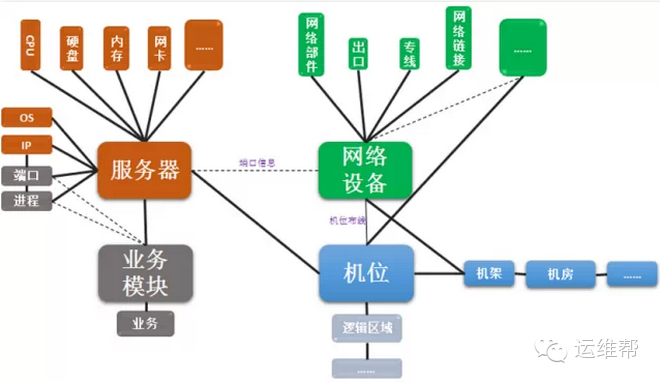 CPU
硬盘
内存
网卡
……
网络部件
出口
专线
网络链接
……
OS
IP
端口
进程
服务器
端口信息
网络
设备
机位布线
业务
模块
机位
机架
机房
……
业务
逻辑区域
……
运维帮